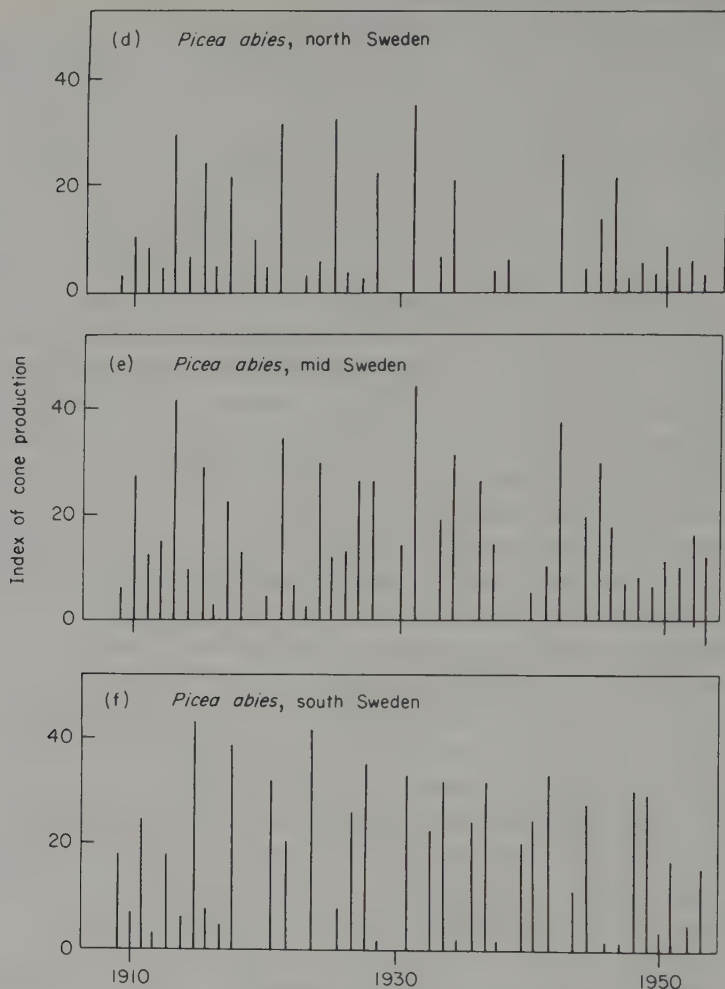 (d) Picea abies, north Sweden
40
20
0
(e) Picea abies, mid Sweden
40
20
0
Index of cone production
(f) Picea abies, south Sweden
40
20
0
1910 1930 1950